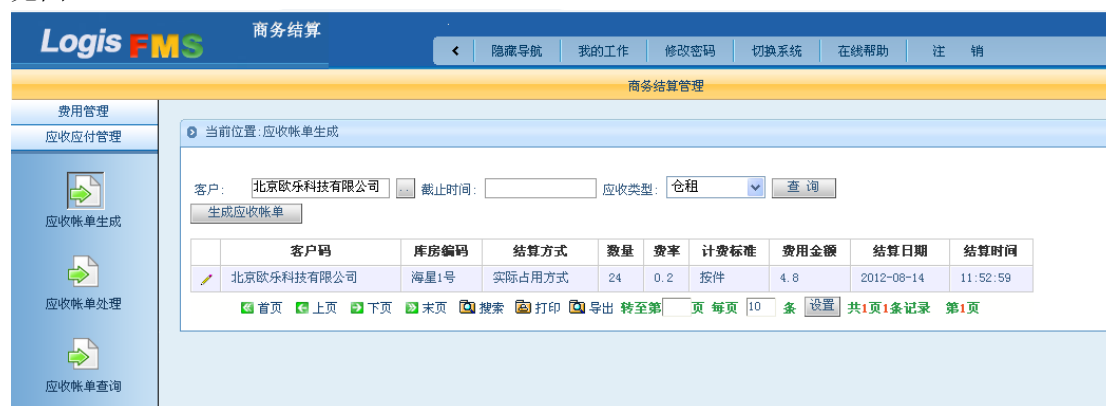 Logis FMS
商务结算
隐藏导航 我的工作 修改密码 切换系统 在线帮助 注 销
商务结算管理
费用管理
应收应付管理
当前位置:应收帐单生成
客户: 北京欧乐科技有限公司 .. 截止时间: 应收类型: 仓租 查 询
生成应收帐单
应收帐单生成
客户码 库房编码 结算方式 数量 费率 计费标准 费用金额 结算日期 结算时间
北京欧乐科技有限公司 海星1号 实际占用方式 24 0.2 按件 4.8 2012-08-14 11:52:59
首页 上页 下页 末页 搜索 打印 导出 转至第 页 每页 10 条 设置 共1页1条记录 第1页
应收帐单处理
应收帐单查询